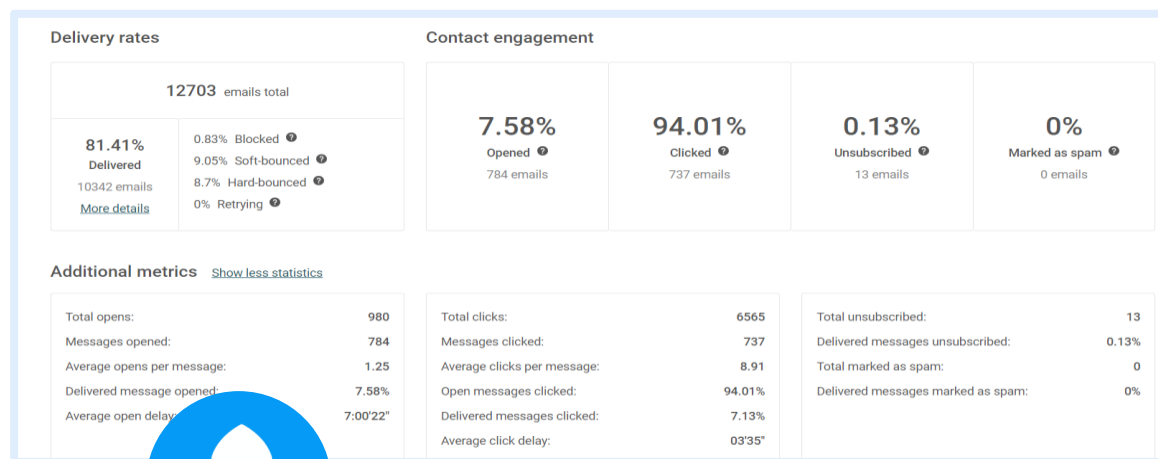 Delivery rates
12703 emails total
81.41%
Delivered
10342 emails
More details
0.83% Blocked
9.05% Soft-bounced
8.7% Hard-bounced
0% Retrying
Contact engagement
7.58%
Opened
784 emails
94.01%
Clicked
737 emails
0.13%
Unsubscribed
13 emails
0%
Marked as spam
0 emails
Additional metrics Show less statistics
Total opens: 980
Messages opened: 784
Average opens per message: 1.25
Delivered message opened: 7.58%
Average open delay: 7:00'22"
Total clicks: 6565
Messages clicked: 737
Average clicks per message: 8.91
Open messages clicked: 94.01%
Delivered messages clicked: 7.13%
Average click delay: 03'35"
Total unsubscribed: 13
Delivered messages unsubscribed: 0.13%
Total marked as spam: 0
Delivered messages marked as spam: 0%